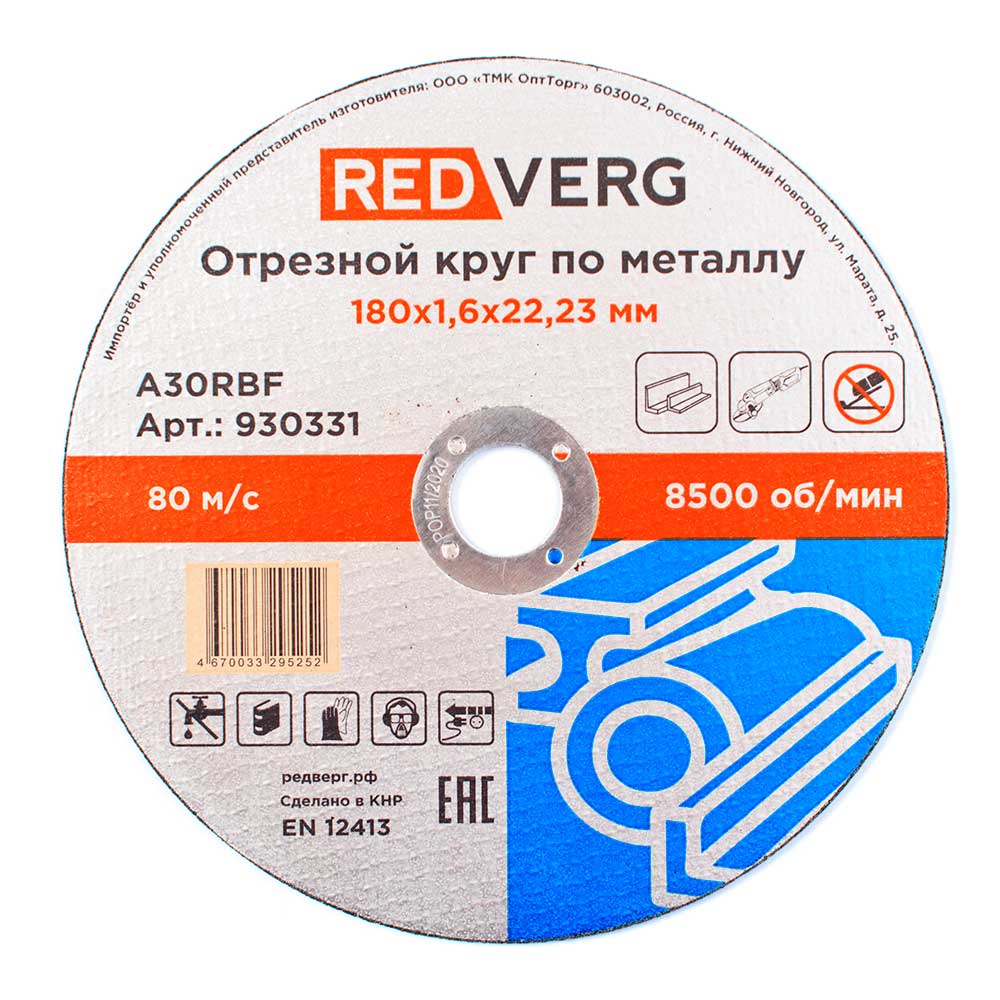 Импортёр и уполномоченный представитель изготовителя: ООО «ТМК ОптТорг» 603002, Россия, г. Нижний Новгород, ул. Марата, д. 25.
REDVERG
Отрезной круг по металлу
180x1,6x22,23 мм
A30RBF
Арт.: 930331
80 м/с
POP11/2020
8500 об/мин
4 670033 295252
редверг.рф
Сделано в КНР
EN 12413
EAC